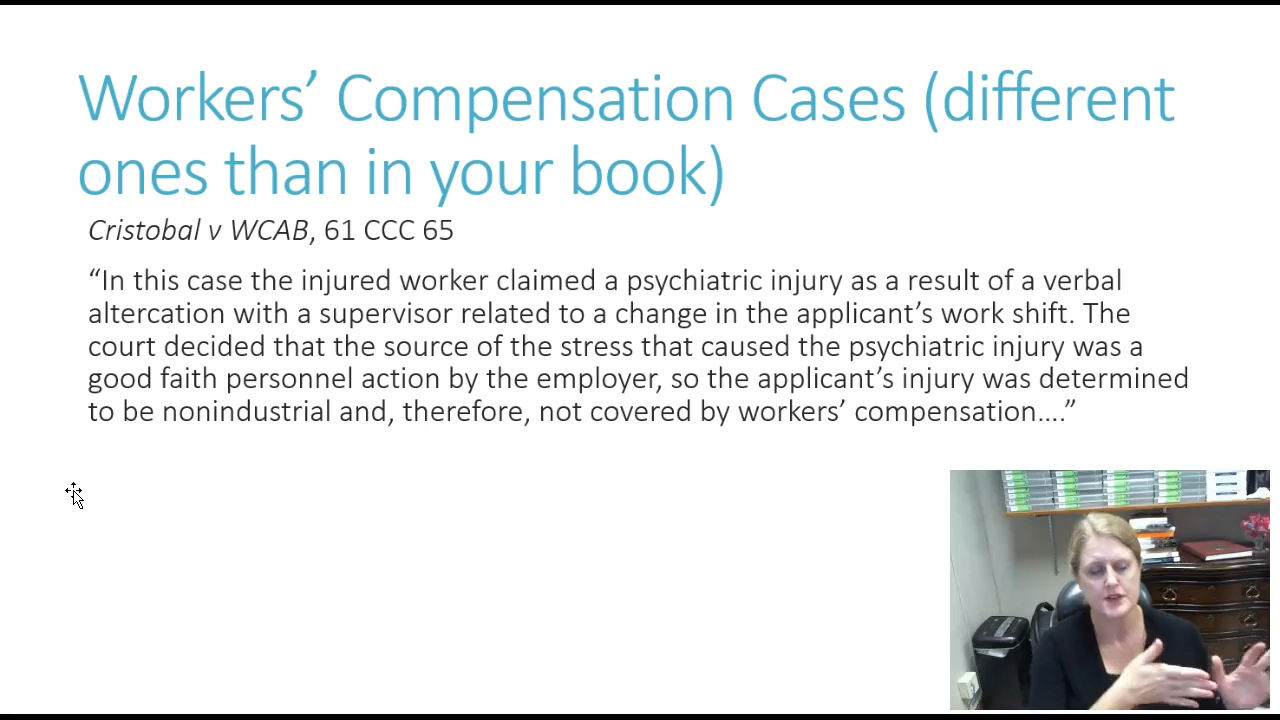 Workers’ Compensation Cases (different
ones than in your book)
Cristobal v WCAB, 61 CCC 65
“In this case the injured worker claimed a psychiatric injury as a result of a verbal
altercation with a supervisor related to a change in the applicant’s work shift. The
court decided that the source of the stress that caused the psychiatric injury was a
good faith personnel action by the employer, so the applicant’s injury was determined
to be nonindustrial and, therefore, not covered by workers’ compensation….”